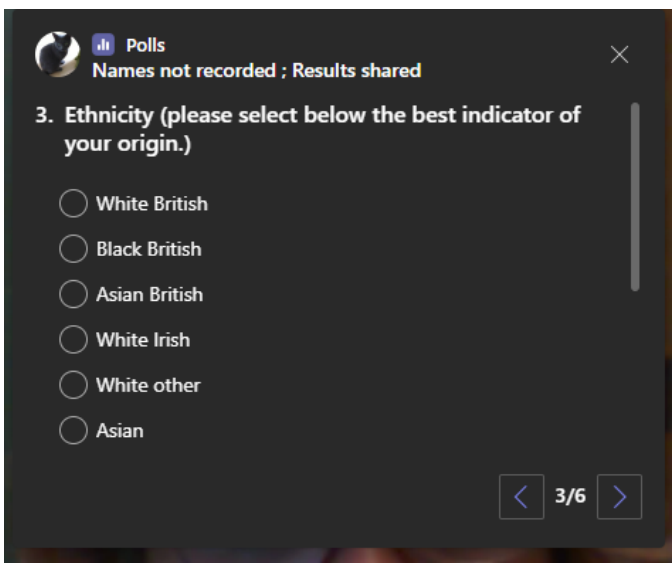 Polls
Names not recorded ; Results shared
3. Ethnicity (please select below the best indicator of
your origin.)
White British
Black British
Asian British
White Irish
White other
Asian
3/6